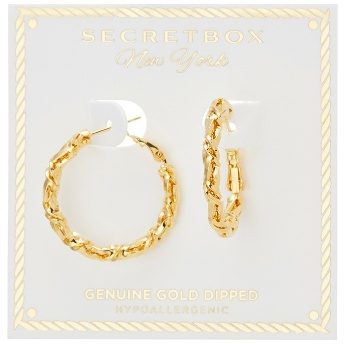 SECRETBOX
New York
GENUINE GOLD DIPPED
HYPOALLERGENIC